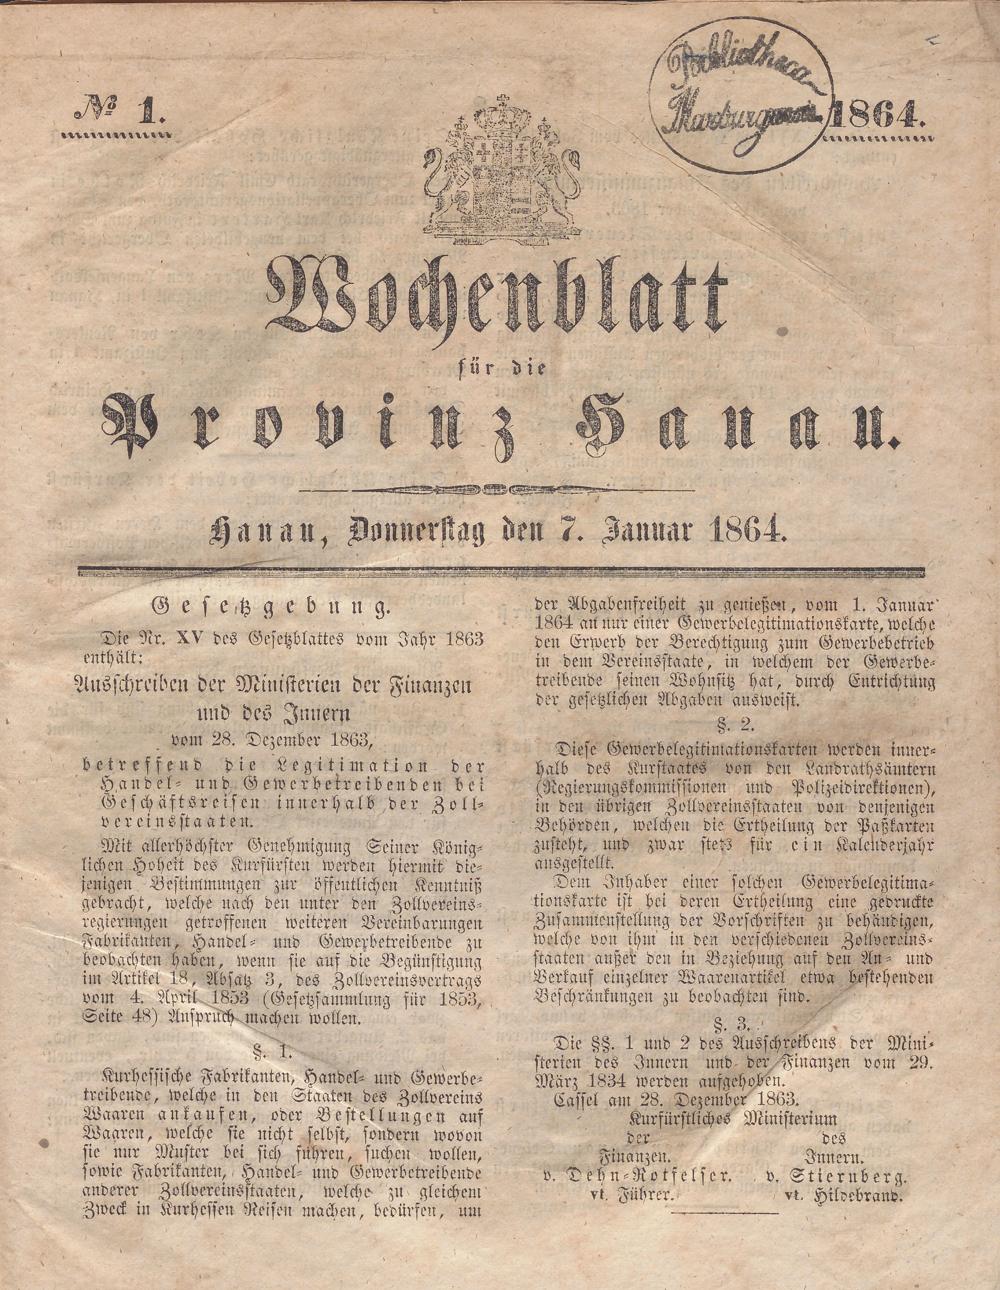 № 1.
Bibliotheca
Marburgensis
1864.
Wochenblatt
für die
Provinz Hanau.
Hanau, Donnerstag den 7. Januar 1864.
Gesetzgebung.
Die Nr. XV des Gesetzblattes vom Jahr 1863
enthält:
Ausschreiben der Ministerien der Finanzen
und des Innern
vom 28. Dezember 1863,
betreffend die Legitimation der
Handel- und Gewerbetreibenden bei
Geschäftsreisen innerhalb der Zoll-
vereinsstaaten.
Mit allerhöchster Genehmigung Seiner König-
lichen Hoheit des Kurfürsten werden hiermit die-
jenigen Bestimmungen zur öffentlichen Kenntniß
gebracht, welche nach den unter den Zollvereins-
regierungen getroffenen weiteren Vereinbarungen
Fabrikanten, Handel- und Gewerbetreibende zu
beobachten haben, wenn sie auf die Begünstigung
im Artikel 18, Absatz 3, des Zollvereinsvertrags
vom 4. April 1853 (Gesetzsammlung für 1853,
Seite 48) Anspruch machen wollen.
§. 1.
Kurhessische Fabrikanten, Handel- und Gewerbe-
treibende, welche in den Staaten des Zollvereins
Waaren ankaufen, oder Bestellungen auf
Waaren, welche sie nicht selbst, sondern wovon
sie nur Muster bei sich führen, suchen wollen,
sowie Fabrikanten, Handel- und Gewerbetreibende
anderer Zollvereinsstaaten, welche zu gleichem
Zweck in Kurhessen Reisen machen, bedürfen, um
der Abgabenfreiheit zu genießen, vom 1. Januar
1864 an nur einer Gewerbelegitimationskarte, welche
den Erwerb der Berechtigung zum Gewerbebetrieb
in dem Vereinsstaate, in welchem der Gewerbe-
treibende seinen Wohnsitz hat, durch Entrichtung
der gesetzlichen Abgaben ausweist.
§. 2.
Diese Gewerbelegitimationskarten werden inner-
halb des Kurstaates von den Landrathsämtern
(Regierungskommissionen und Polizeidirektionen),
in den übrigen Zollvereinsstaaten von denjenigen
Behörden, welchen die Ertheilung der Paßkarten
zusteht, und zwar stets für ein Kalenderjahr
ausgestellt.
Dem Inhaber einer solchen Gewerbelegitima-
tionskarte ist bei deren Ertheilung eine gedruckte
Zusammenstellung der Vorschriften zu behändigen,
welche von ihm in den verschiedenen Zollvereins-
staaten außer den in Beziehung auf den An- und
Verkauf einzelner Waarenartikel etwa bestehenden
Beschränkungen zu beobachten sind.
§. 3.
Die §§. 1 und 2 des Ausschreibens der Mini-
sterien des Innern und der Finanzen vom 29.
März 1834 werden aufgehoben.
Cassel am 28. Dezember 1863.
Kurfürstliches Ministerium
der des
Finanzen. Innern.
v. Dehn-Rotfelser. v. Stiernberg.
vt. Führer. vt. Hildebrand.